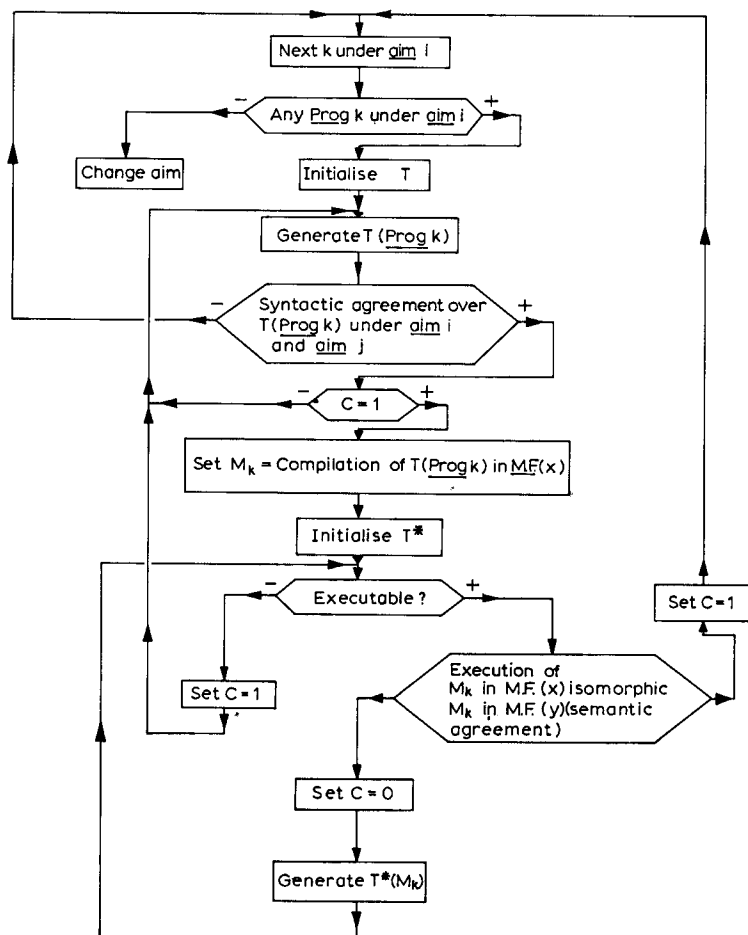 Next k under aim i
−
Any Prog k under aim i
+
Change aim
Initialise T
Generate T (Prog k)
−
Syntactic agreement over
T(Prog k) under aim i
and aim j
+
−
C = 1
+
Set Mk = Compilation of T(Prog k) in M.F.(x)
Initialise T*
−
Executable ?
+
Set C=1
Set C=1
Execution of
Mk in M.F. (x) isomorphic
Mk in M.F. (y)(semantic
agreement)
Set C = 0
Generate T*(Mk)